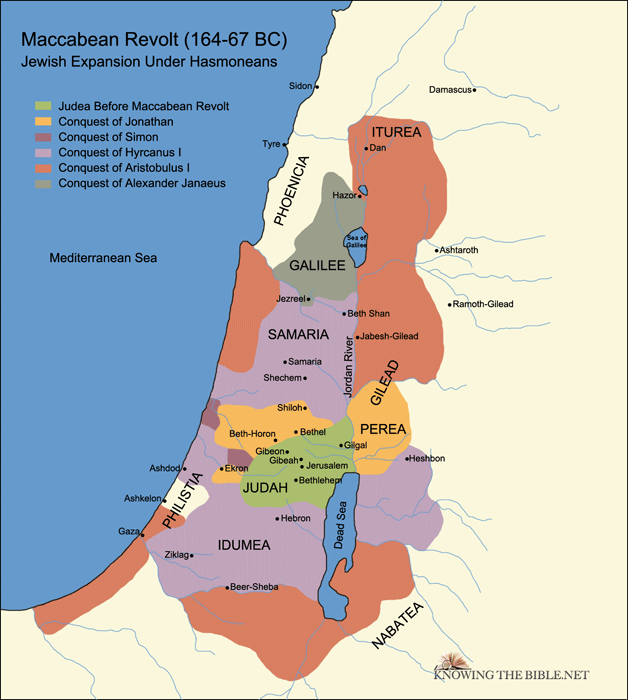 Maccabean Revolt (164-67 BC)
Jewish Expansion Under Hasmoneans
Judea Before Maccabean Revolt
Conquest of Jonathan
Conquest of Simon
Conquest of Hyrcanus I
Conquest of Aristobulus I
Conquest of Alexander Janaeus
Sidon
Damascus
Tyre
ITUREA
Dan
PHOENICIA
Hazor
Sea of
Galilee
Ashtaroth
Mediterranean Sea
GALILEE
Jezreel
Ramoth-Gilead
Beth Shan
SAMARIA
Jabesh-Gilead
Jordan River
Samaria
Shechem
GILEAD
Shiloh
PEREA
Beth-Horon
Bethel
Gibeon
Gilgal
Gibeah
Heshbon
Ashdod
Ekron
Jerusalem
JUDAH
Bethlehem
PHILISTIA
Ashkelon
Hebron
Dead Sea
Gaza
IDUMEA
Ziklag
Beer-Sheba
NABATEA
KNOWING THE BIBLE.NET